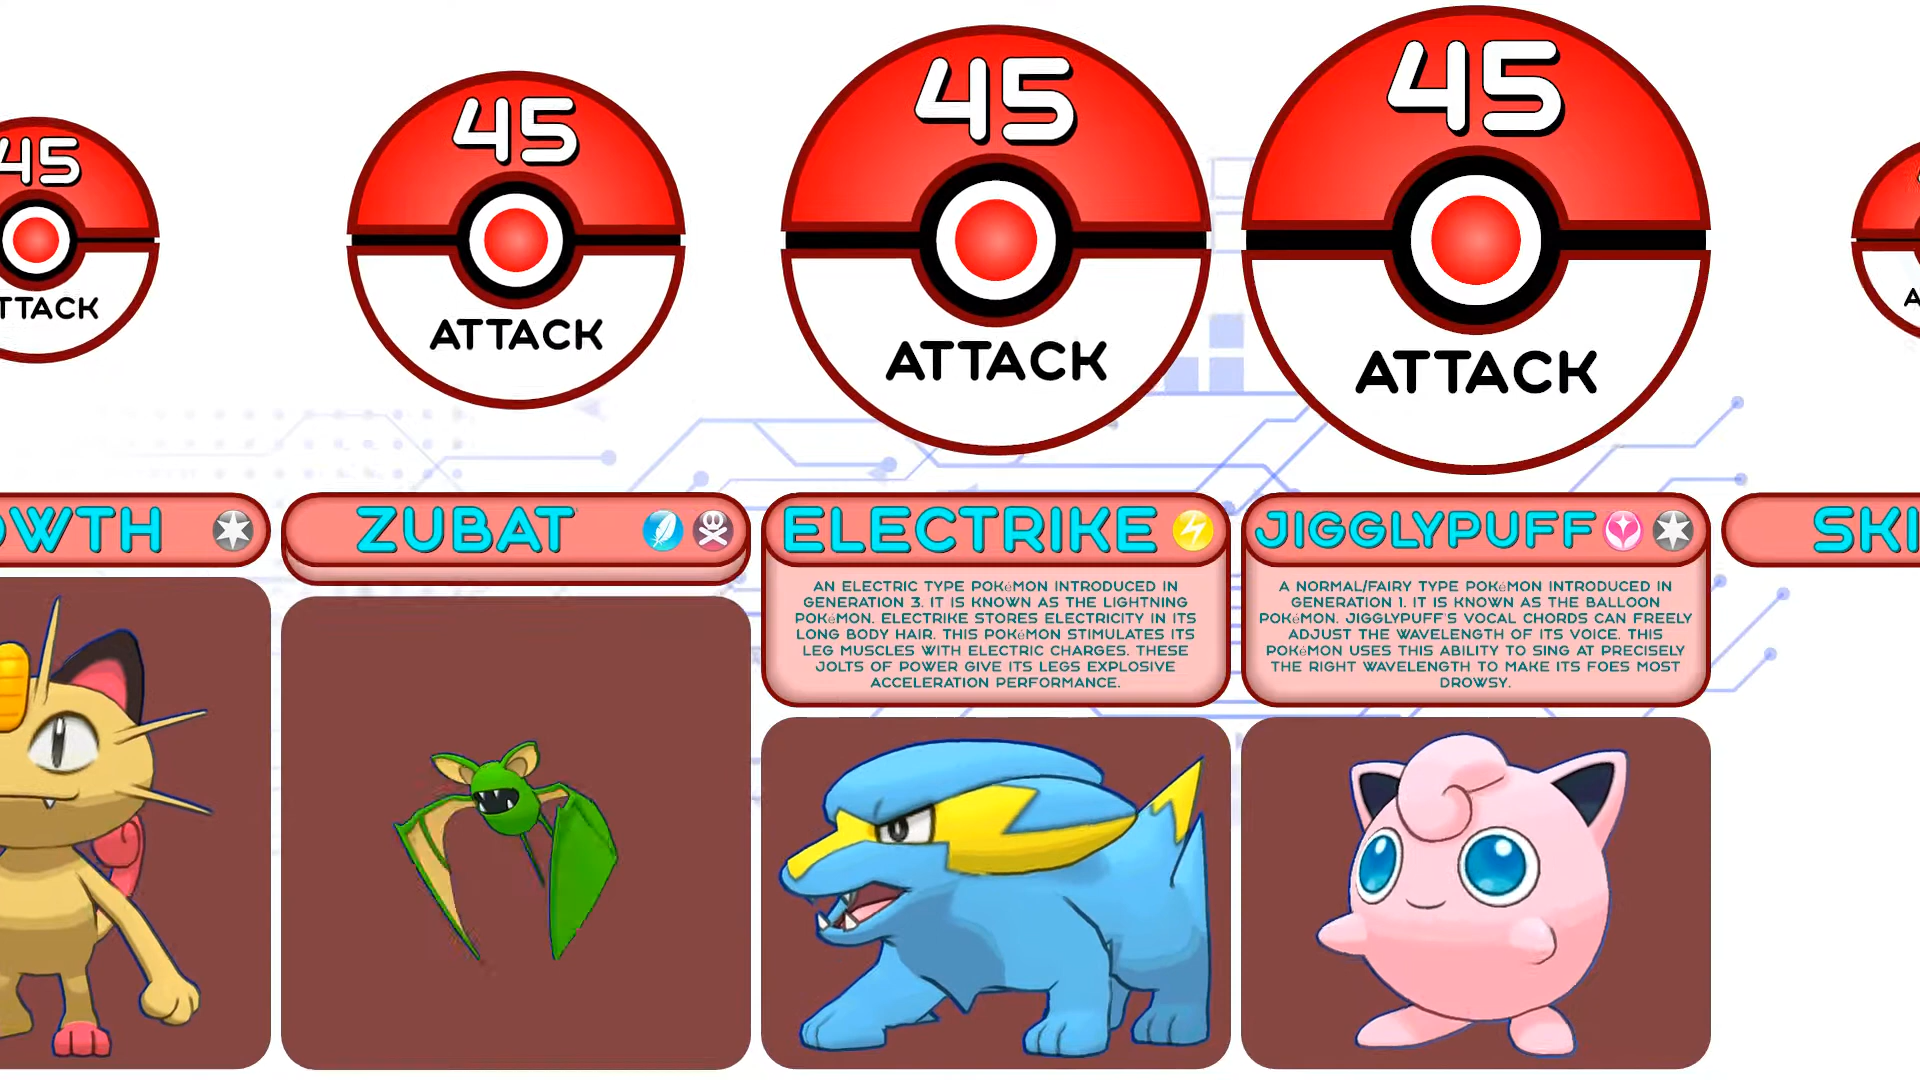 45
ATTACK
45
ATTACK
45
ATTACK
45
ATTACK
ZUBAT
ELECTRIKE
AN ELECTRIC TYPE POKéMON INTRODUCED IN
GENERATION 3. IT IS KNOWN AS THE LIGHTNING
POKéMON. ELECTRIKE STORES ELECTRICITY IN ITS
LONG BODY HAIR. THIS POKéMON STIMULATES ITS
LEG MUSCLES WITH ELECTRIC CHARGES. THESE
JOLTS OF POWER GIVE ITS LEGS EXPLOSIVE
ACCELERATION PERFORMANCE.
JIGGLYPUFF
A NORMAL/FAIRY TYPE POKéMON INTRODUCED IN
GENERATION 1. IT IS KNOWN AS THE BALLOON
POKéMON. JIGGLYPUFF'S VOCAL CHORDS CAN FREELY
ADJUST THE WAVELENGTH OF ITS VOICE. THIS
POKéMON USES THIS ABILITY TO SING AT PRECISELY
THE RIGHT WAVELENGTH TO MAKE ITS FOES MOST
DROWSY.
SKI